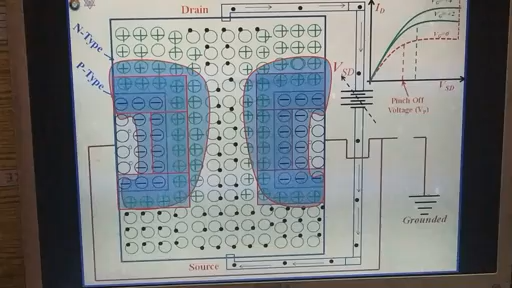 Drain
N-Type
P-Type
V_SD
I_D
V_SD
Pinch Off
Voltage (V_P)
Grounded
Source